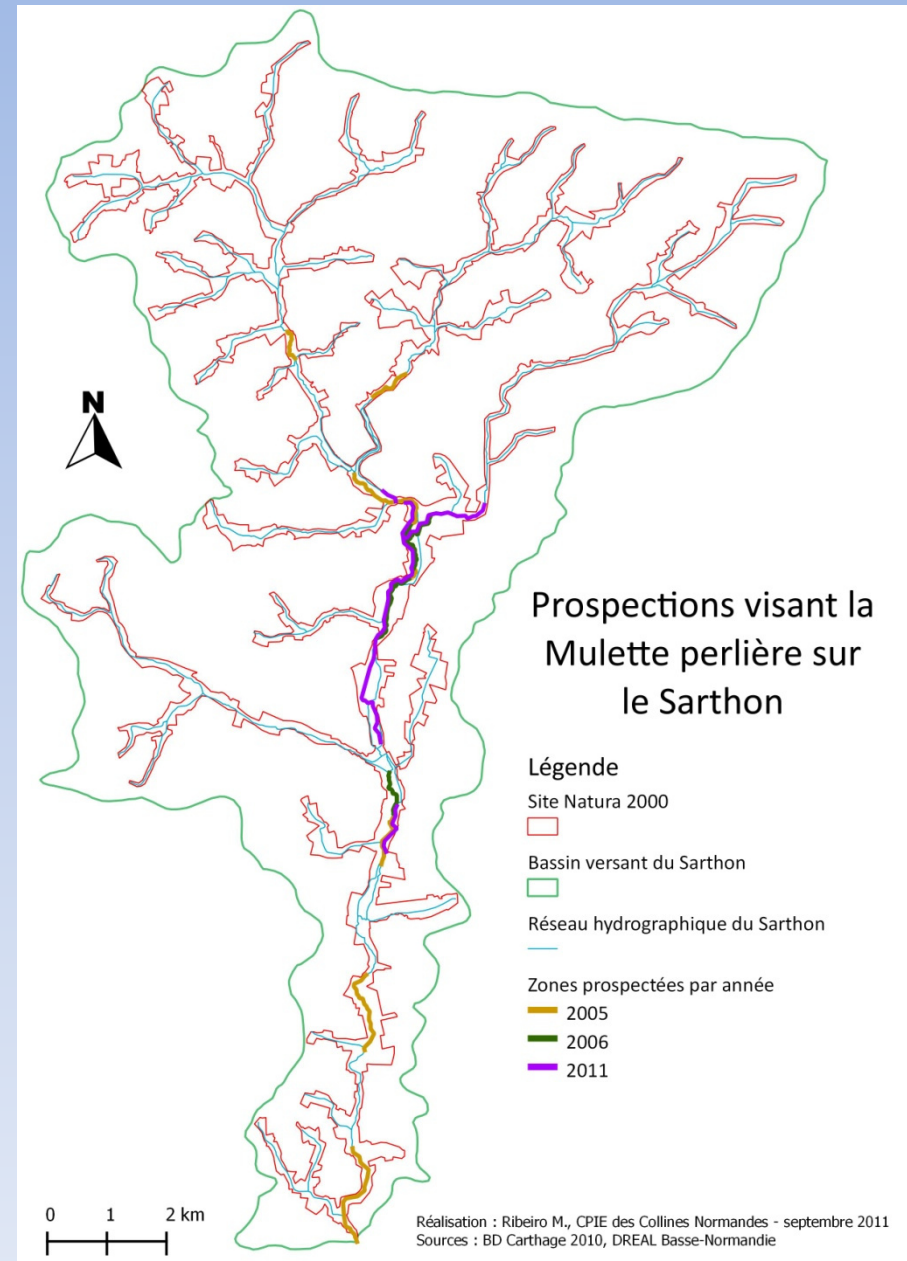 N
Prospections visant la
Mulette perlière sur
le Sarthon
Légende
Site Natura 2000
Bassin versant du Sarthon
Réseau hydrographique du Sarthon
Zones prospectées par année
2005
2006
2011
0 1 2 km
Réalisation : Ribeiro M., CPIE des Collines Normandes - septembre 2011
Sources : BD Carthage 2010, DREAL Basse-Normandie